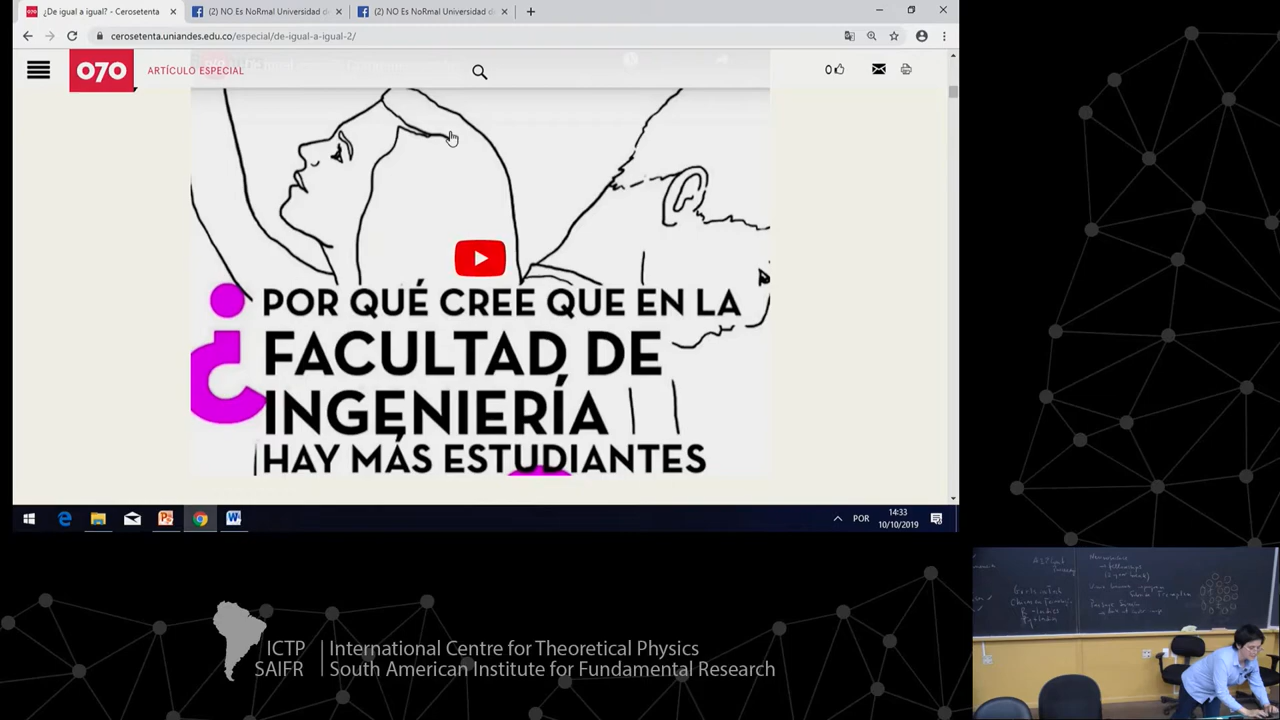 ¿De igual a igual? - Cerosetenta
(2) NO Es NoRmal Universidad d
(2) NO Es NoRmal Universidad de
cerosetenta.uniandes.edu.co/especial/de-igual-a-igual-2/
070
ARTÍCULO ESPECIAL
0
¿POR QUÉ CREE QUE EN LA
FACULTAD DE
INGENIERÍA
HAY MÁS ESTUDIANTES
POR
14:33
10/10/2019
ICTP
SAIFR
International Centre for Theoretical Physics
South American Institute for Fundamental Research